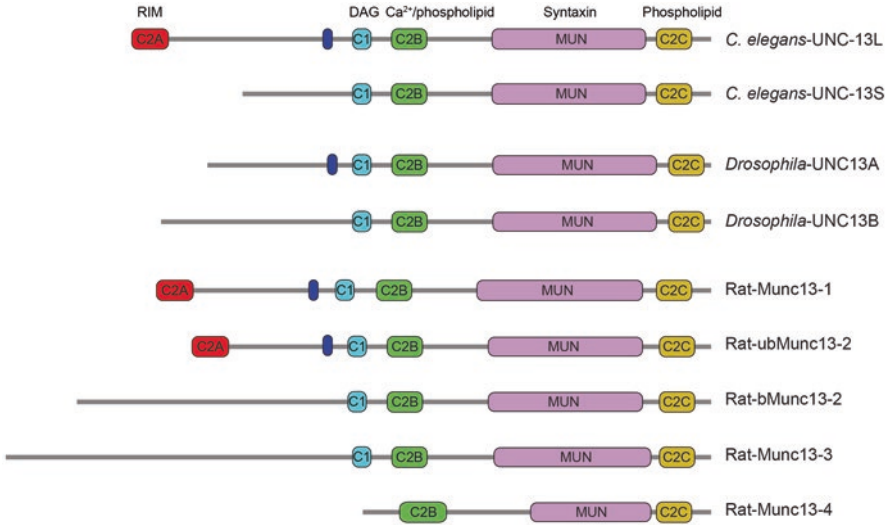 RIM DAG Ca²⁺/phospholipid Syntaxin Phospholipid
C2A C1 C2B MUN C2C C. elegans-UNC-13L
C1 C2B MUN C2C C. elegans-UNC-13S
C1 C2B MUN C2C Drosophila-UNC13A
C1 C2B MUN C2C Drosophila-UNC13B
C2A C1 C2B MUN C2C Rat-Munc13-1
C2A C1 C2B MUN C2C Rat-ubMunc13-2
C1 C2B MUN C2C Rat-bMunc13-2
C1 C2B MUN C2C Rat-Munc13-3
C2B MUN C2C Rat-Munc13-4